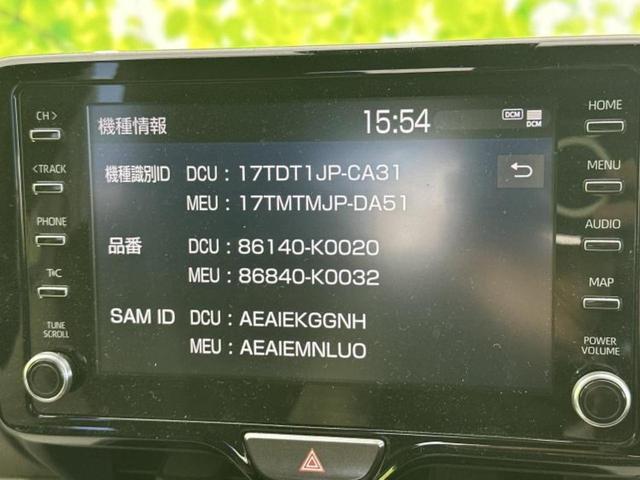 CH>
<TRACK
PHONE
T\C
TUNE
SCROLL
機種情報 15:54 DCM DCM
機種識別ID DCU : 17TDT1JP-CA31
MEU : 17TMTMJP-DA51
品番 DCU : 86140-K0020
MEU : 86840-K0032
SAM ID DCU : AEAIEKGGNH
MEU : AEAIEMNLUO
HOME
MENU
AUDIO
MAP
POWER
VOLUME